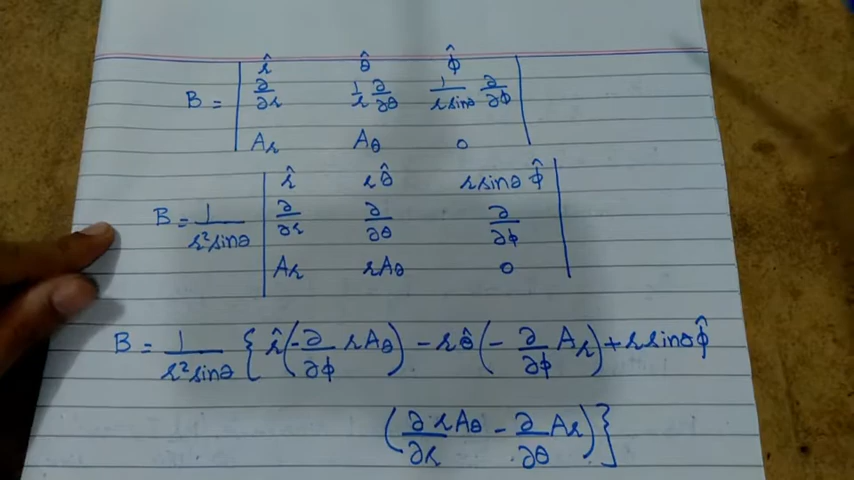 r̂ θ̂ ϕ̂
B = | ∂/∂r 1/r ∂/∂θ 1/(r sinθ) ∂/∂ϕ |
Ar Aθ 0
r̂ rθ̂ r sinθ ϕ̂
B = 1/(r² sinθ) | ∂/∂r ∂/∂θ ∂/∂ϕ |
Ar rAθ 0
B = 1/(r² sinθ) { r̂ (-∂/∂ϕ rAθ) - rθ̂ (-∂/∂ϕ Ar) + r sinθ ϕ̂
(∂/∂r rAθ - ∂/∂θ Ar) }